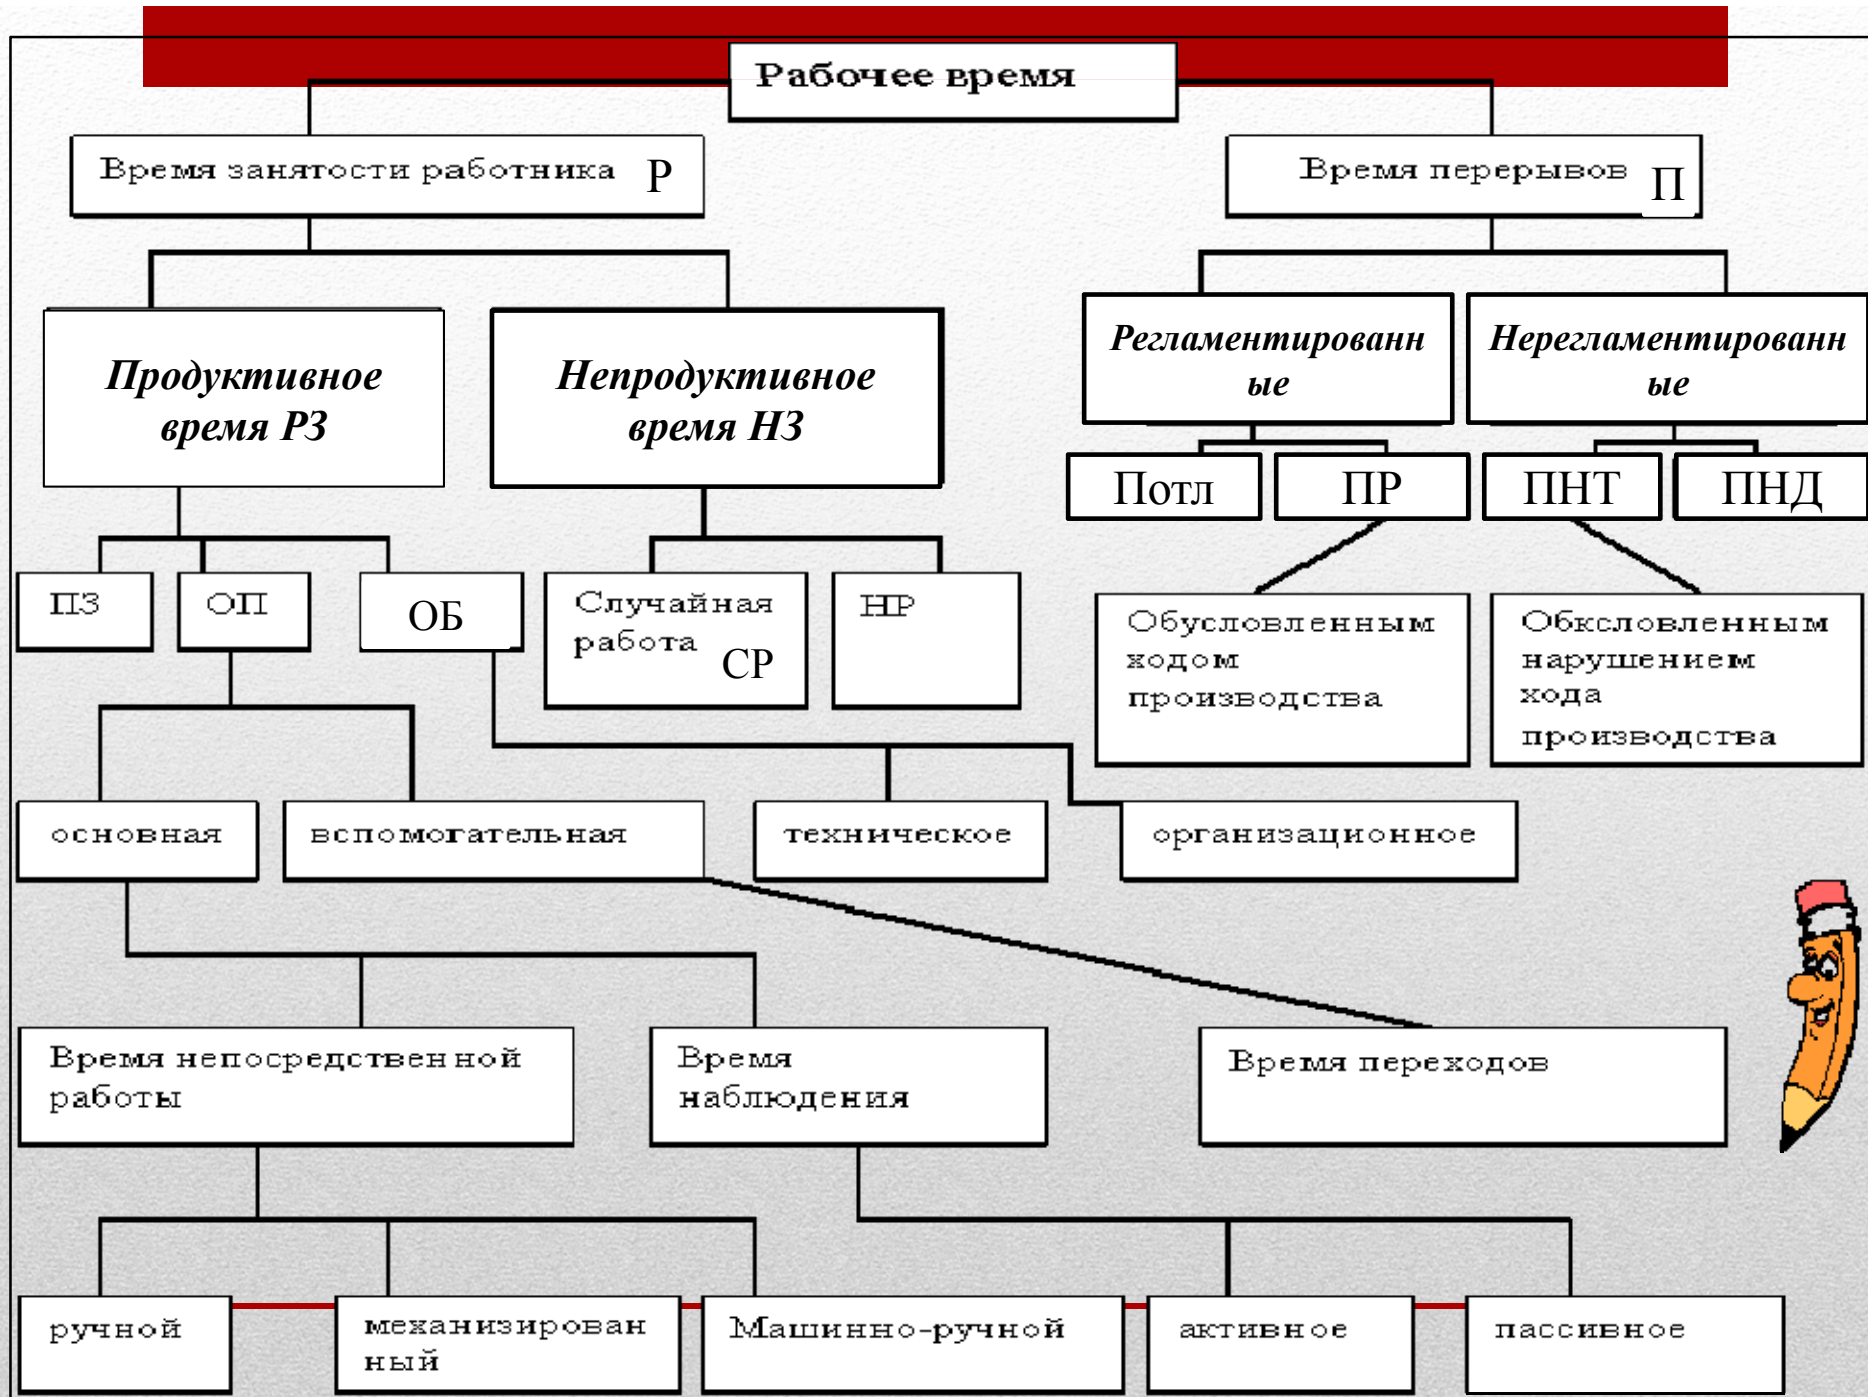 Рабочее время
Время занятости работника Р
Время перерывов П
Продуктивное
время РЗ
Непродуктивное
время НЗ
Регламентированн
ые
Нерегламентированн
ые
Потл
ПР
ПНТ
ПНД
ПЗ
ОП
ОБ
Случайная
работа СР
НР
Обусловленным
ходом
производства
Обксловленным
нарушением
хода
производства
основная
вспомогательная
техническое
организационное
Время непосредственной
работы
Время
наблюдения
Время переходов
ручной
механизирован
ный
Машинно-ручной
активное
пассивное